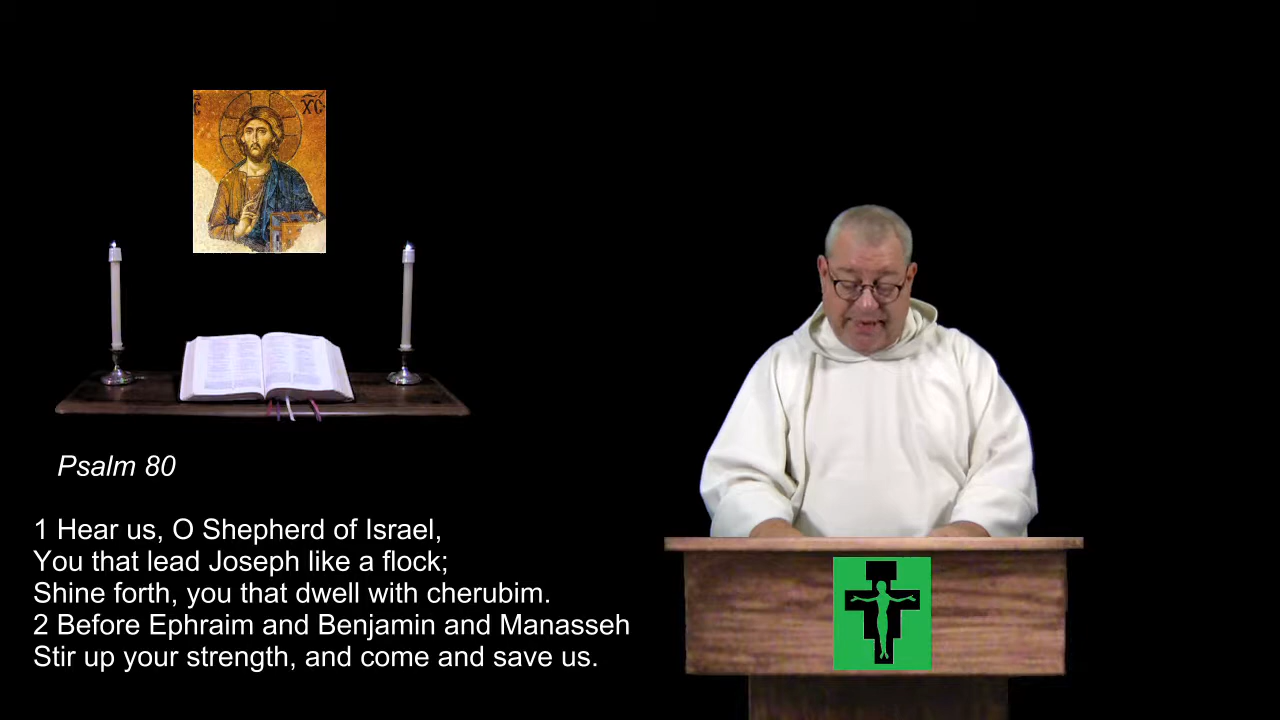 Psalm 80
1 Hear us, O Shepherd of Israel,
You that lead Joseph like a flock;
Shine forth, you that dwell with cherubim.
2 Before Ephraim and Benjamin and Manasseh
Stir up your strength, and come and save us.